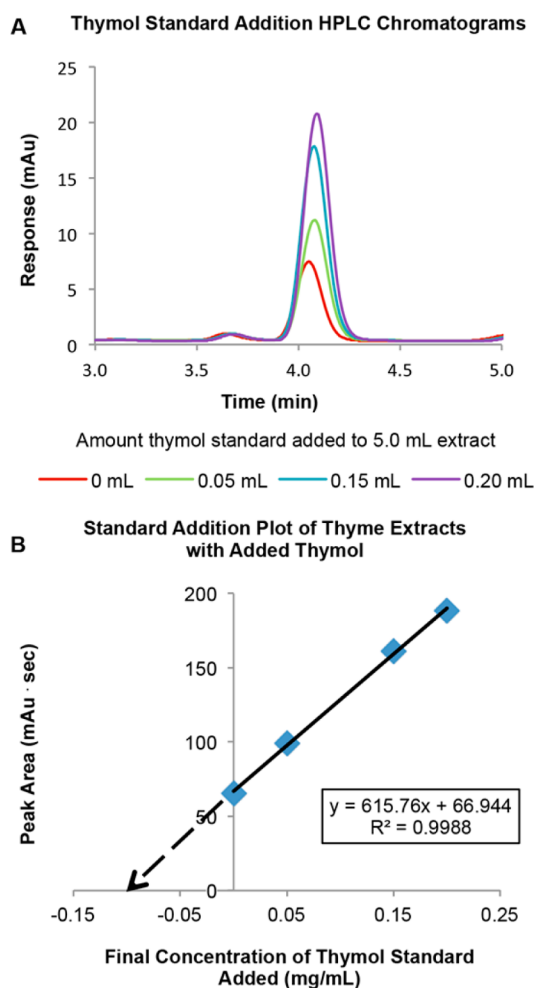 A
Thymol Standard Addition HPLC Chromatograms
25
20
15
10
5
0
Response (mAu)
3.0 3.5 4.0 4.5 5.0
Time (min)
Amount thymol standard added to 5.0 mL extract
0 mL 0.05 mL 0.15 mL 0.20 mL
B
Standard Addition Plot of Thyme Extracts
with Added Thymol
200
150
100
50
0
Peak Area (mAu · sec)
y = 615.76x + 66.944
R² = 0.9988
-0.15 -0.05 0.05 0.15 0.25
Final Concentration of Thymol Standard
Added (mg/mL)